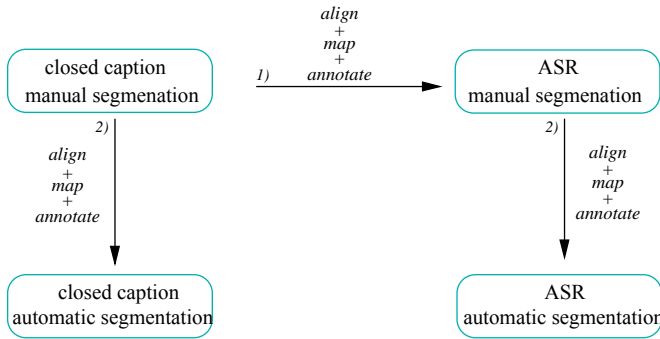 align
+
map
+
annotate
1)
closed caption
manual segmenation
ASR
manual segmenation
2)
align
+
map
+
annotate
2)
align
+
map
+
annotate
closed caption
automatic segmentation
ASR
automatic segmentation